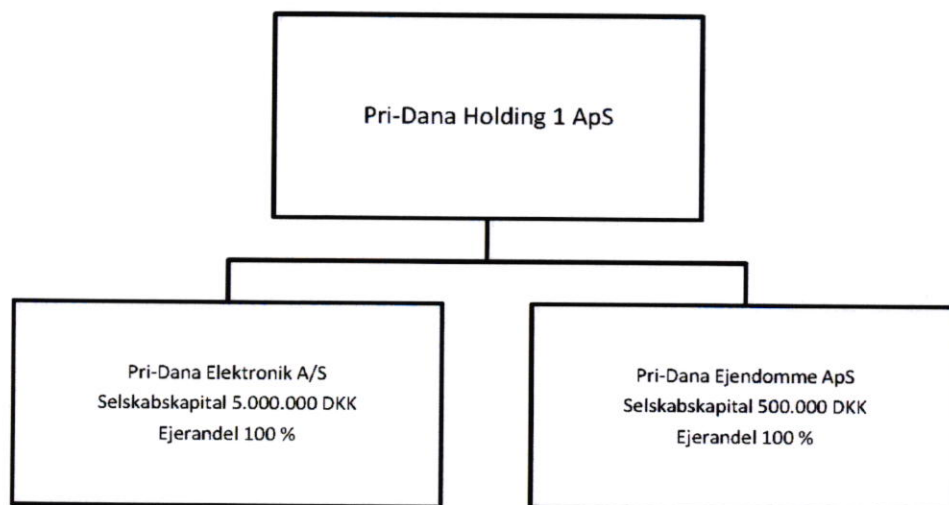 Pri-Dana Holding 1 ApS
Pri-Dana Elektronik A/S
Selskabskapital 5.000.000 DKK
Ejerandel 100 %
Pri-Dana Ejendomme ApS
Selskabskapital 500.000 DKK
Ejerandel 100 %